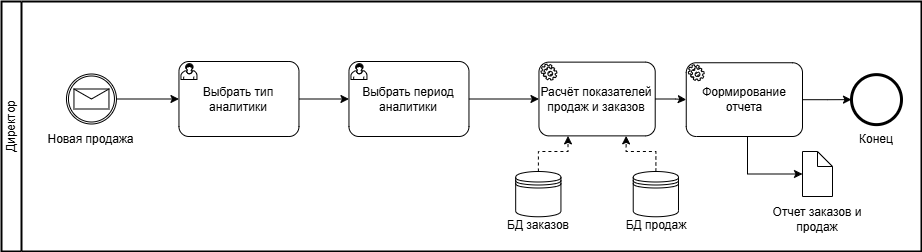 Директор
Новая продажа
Выбрать тип
аналитики
Выбрать период
аналитики
Расчёт показателей
продаж и заказов
Формирование
отчета
Конец
БД заказов
БД продаж
Отчет заказов и
продаж